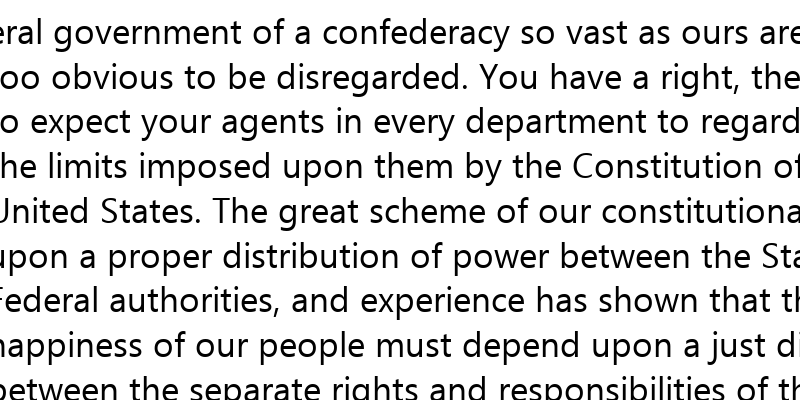 eral government of a confederacy so vast as ours are
oo obvious to be disregarded. You have a right, the
o expect your agents in every department to regard
he limits imposed upon them by the Constitution of
United States. The great scheme of our constitutiona
upon a proper distribution of power between the Sta
Federal authorities, and experience has shown that th
happiness of our people must depend upon a just di
between the separate rights and responsibilities of th